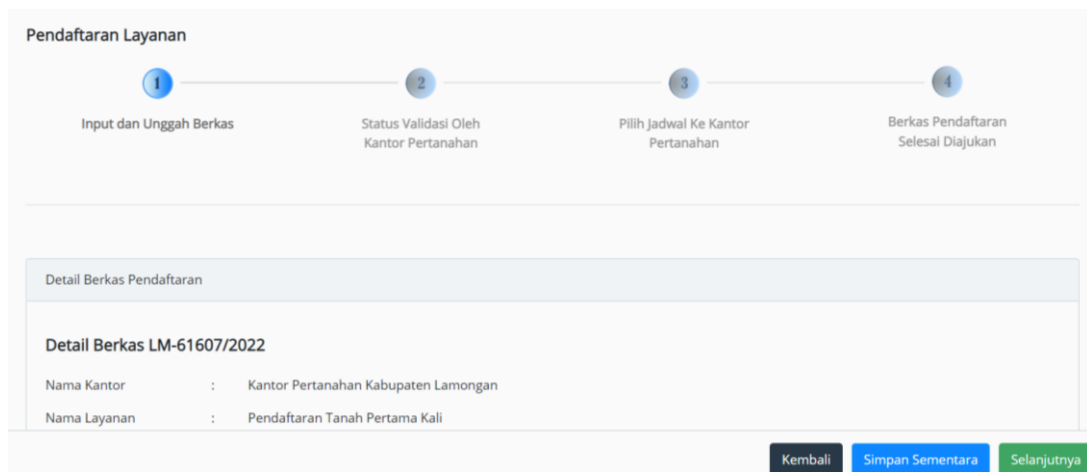 Pendaftaran Layanan
1
2
3
4
Input dan Unggah Berkas
Status Validasi Oleh
Kantor Pertanahan
Pilih Jadwal Ke Kantor
Pertanahan
Berkas Pendaftaran
Selesai Diajukan
Detail Berkas Pendaftaran
Detail Berkas LM-61607/2022
Nama Kantor : Kantor Pertanahan Kabupaten Lamongan
Nama Layanan : Pendaftaran Tanah Pertama Kali
Kembali Simpan Sementara Selanjutnya